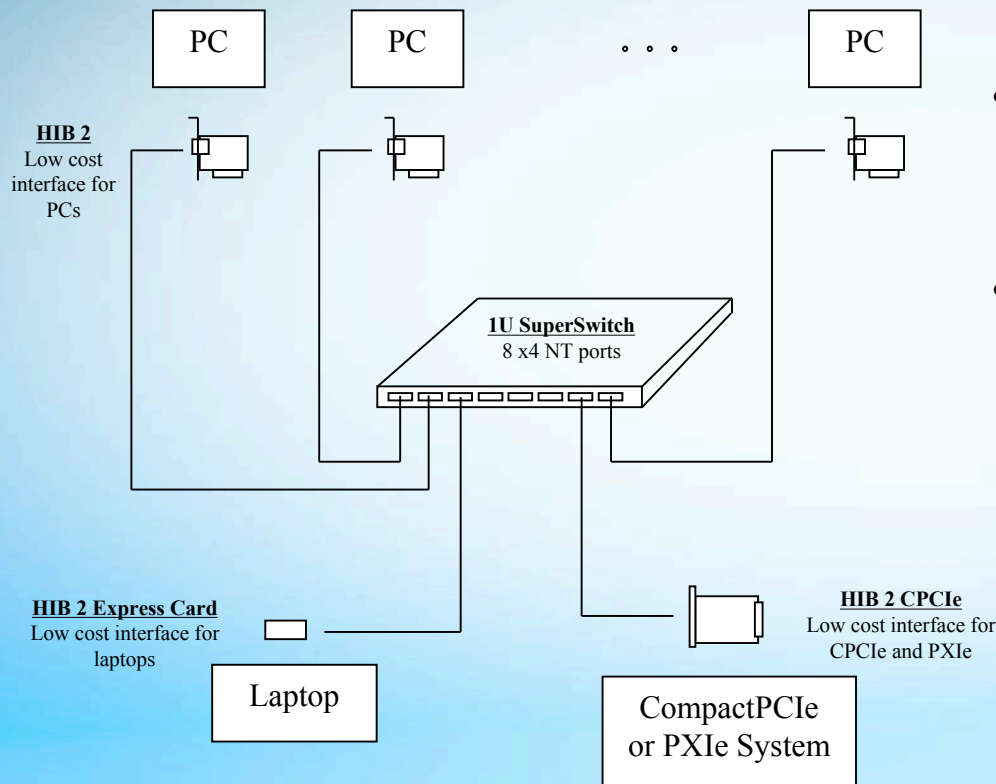 PC
PC
PC
HIB 2
Low cost
interface for
PCs
1U SuperSwitch
8 x4 NT ports
HIB 2 Express Card
Low cost interface for
laptops
Laptop
HIB 2 CPCIe
Low cost interface for
CPCIe and PXIe
CompactPCIe
or PXIe System